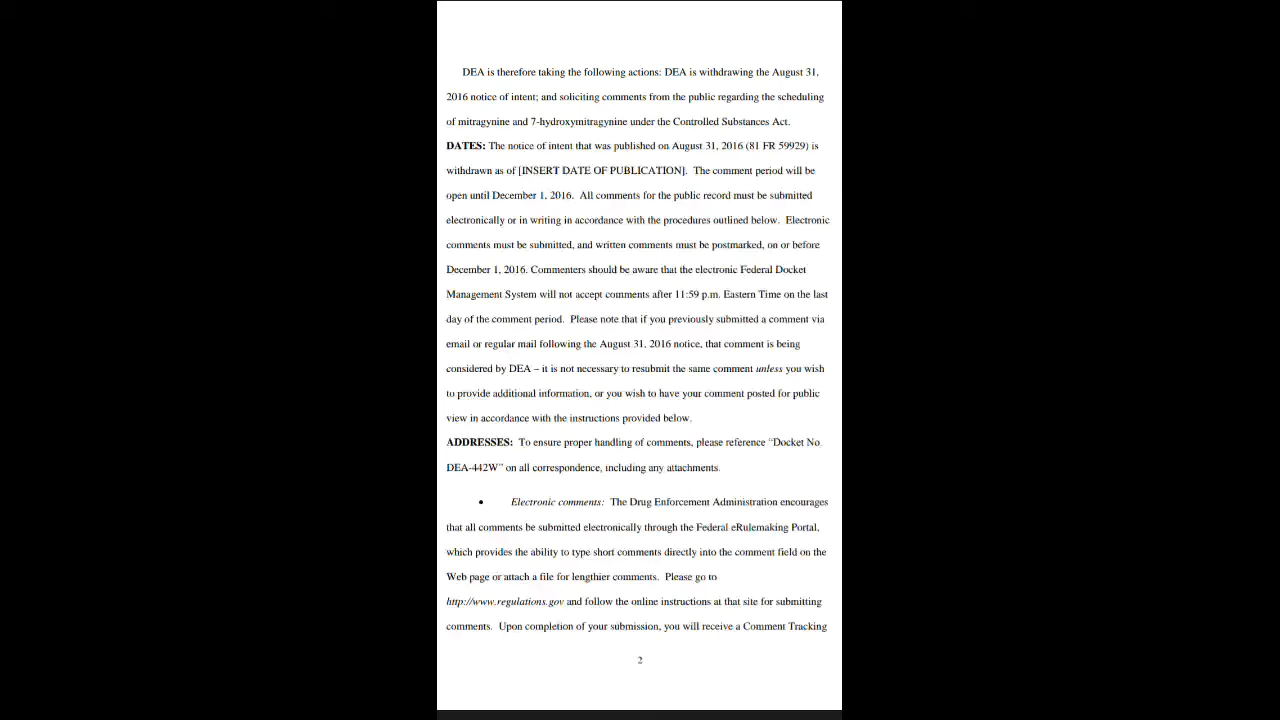 DEA is therefore taking the following actions: DEA is withdrawing the August 31,
2016 notice of intent; and soliciting comments from the public regarding the scheduling
of mitragynine and 7-hydroxymitragynine under the Controlled Substances Act.
DATES: The notice of intent that was published on August 31, 2016 (81 FR 59929) is
withdrawn as of [INSERT DATE OF PUBLICATION].  The comment period will be
open until December 1, 2016.  All comments for the public record must be submitted
electronically or in writing in accordance with the procedures outlined below.  Electronic
comments must be submitted, and written comments must be postmarked, on or before
December 1, 2016. Commenters should be aware that the electronic Federal Docket
Management System will not accept comments after 11:59 p.m. Eastern Time on the last
day of the comment period.  Please note that if you previously submitted a comment via
email or regular mail following the August 31, 2016 notice, that comment is being
considered by DEA – it is not necessary to resubmit the same comment unless you wish
to provide additional information, or you wish to have your comment posted for public
view in accordance with the instructions provided below.
ADDRESSES:  To ensure proper handling of comments, please reference “Docket No.
DEA-442W” on all correspondence, including any attachments.
• Electronic comments:  The Drug Enforcement Administration encourages
that all comments be submitted electronically through the Federal eRulemaking Portal,
which provides the ability to type short comments directly into the comment field on the
Web page or attach a file for lengthier comments.  Please go to
http://www.regulations.gov and follow the online instructions at that site for submitting
comments.  Upon completion of your submission, you will receive a Comment Tracking
2